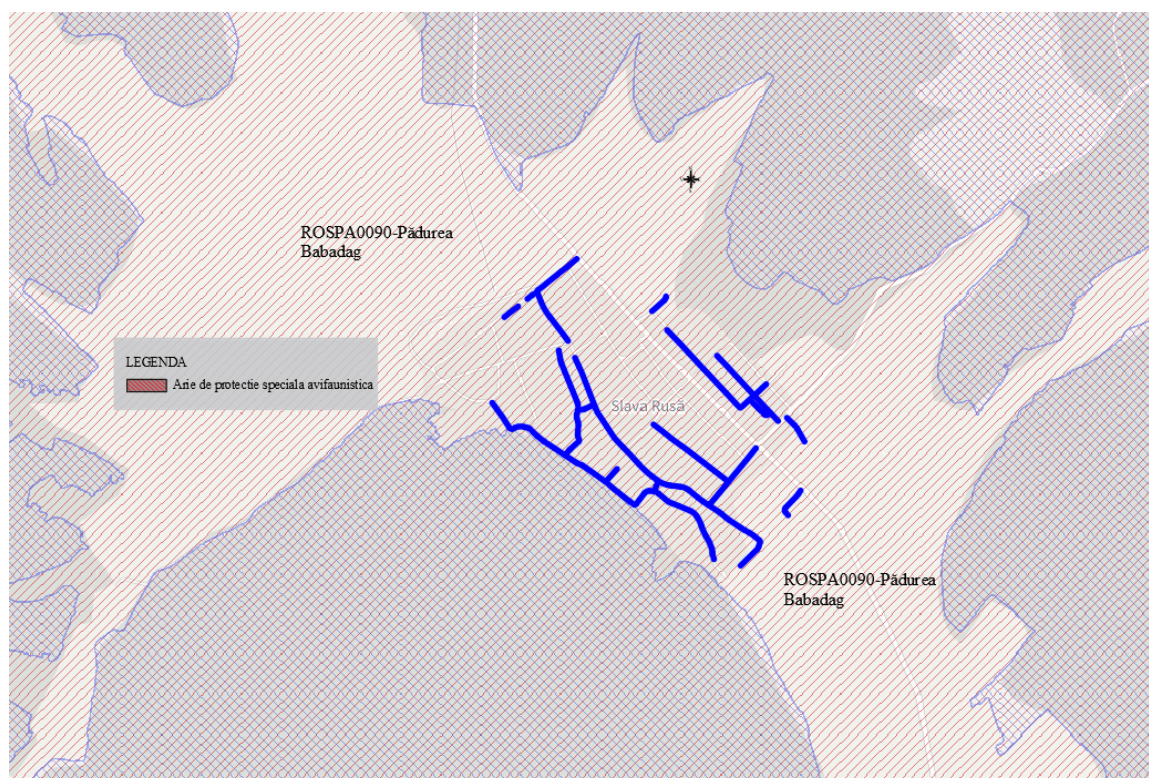 ROSPA0090-Pădurea
Babadag
LEGENDA
Arie de protectie speciala avifaunistica
Slava Rusă
ROSPA0090-Pădurea
Babadag